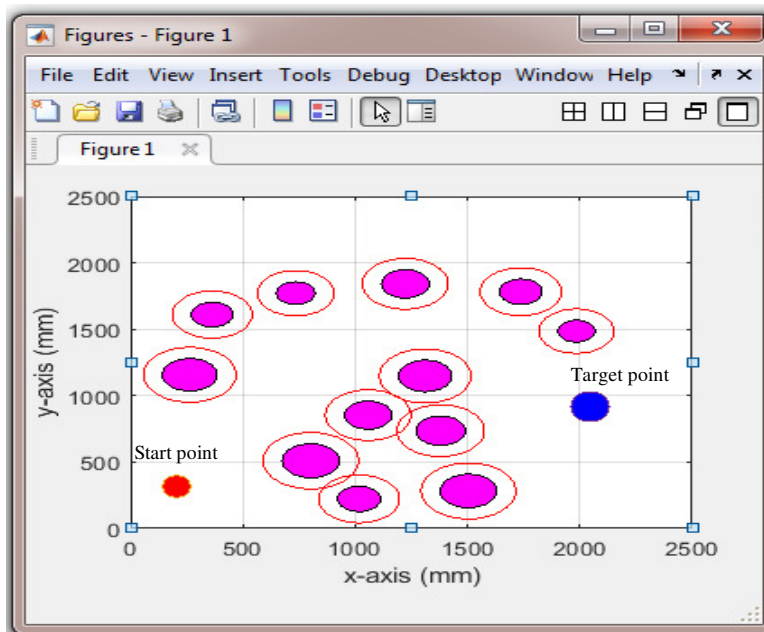 Figures - Figure 1
File Edit View Insert Tools Debug Desktop Window Help
Figure 1
2500
2000
1500
1000
500
0
y-axis (mm)
Target point
Start point
0 500 1000 1500 2000 2500
x-axis (mm)